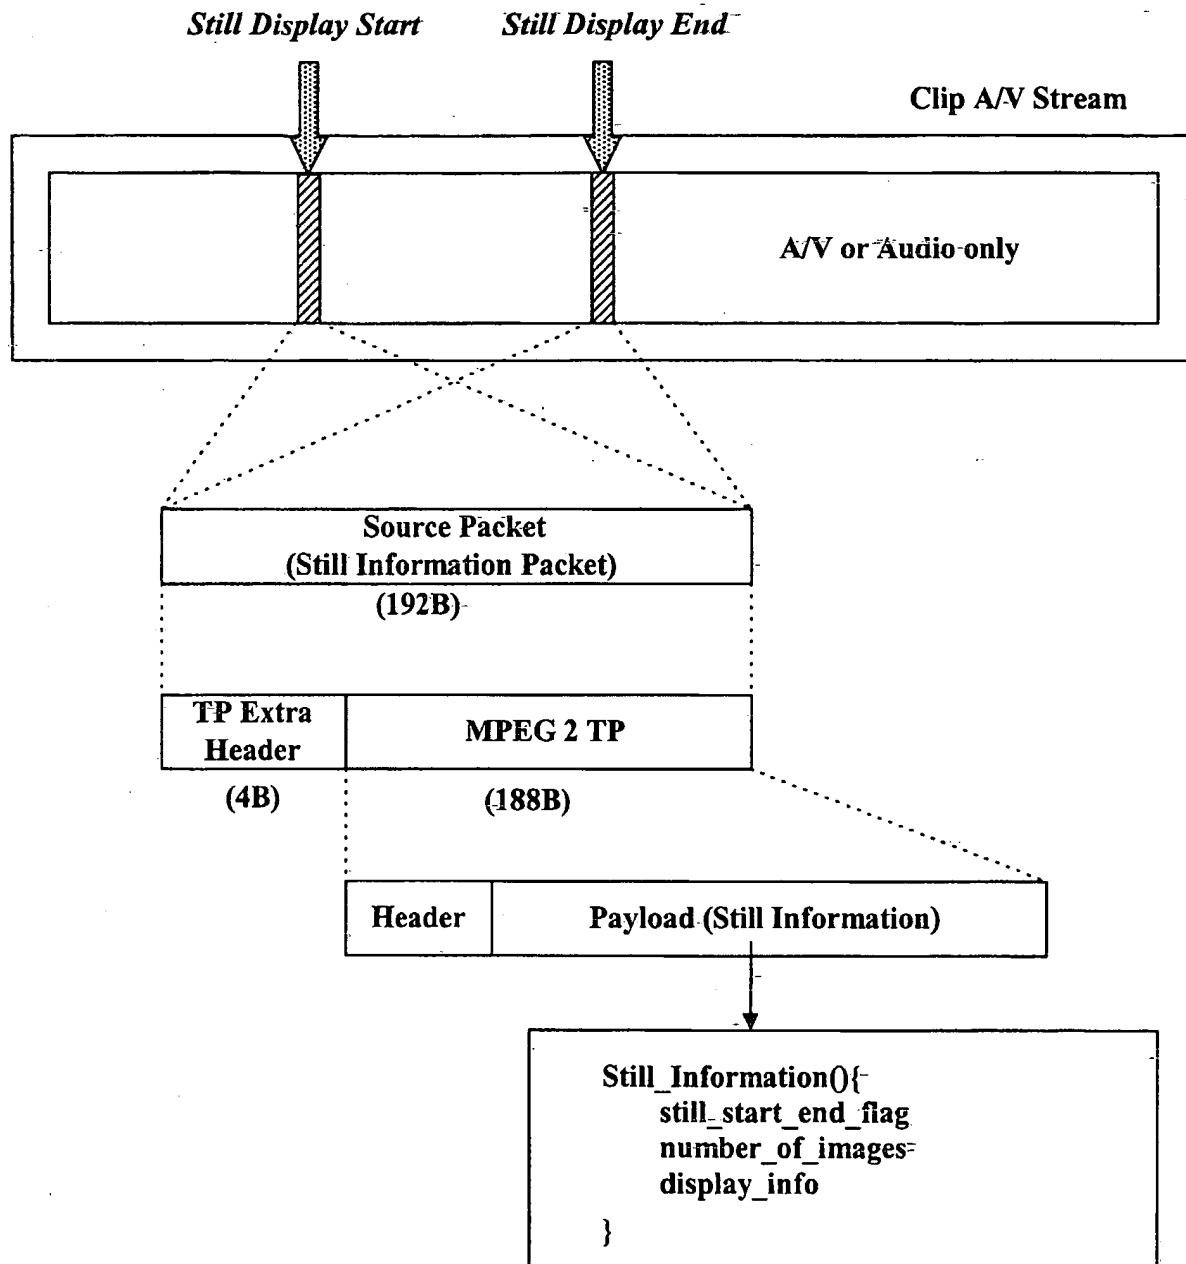 Still Display Start Still Display End
Clip A/V Stream
A/V or Audio only
Source Packet
(Still Information Packet)
(192B)
TP Extra
Header
MPEG 2 TP
(4B) (188B)
Header Payload (Still Information)
Still_Information(){
still_start_end_flag
number_of_images
display_info
}